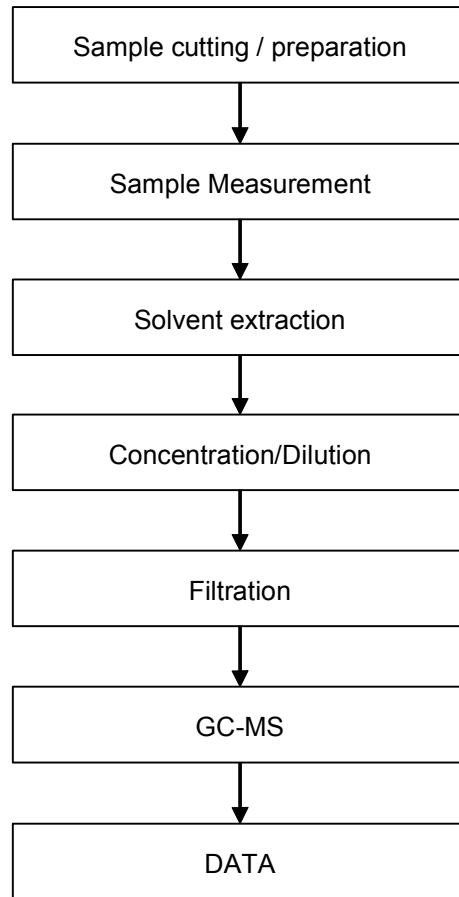 Sample cutting / preparation
Sample Measurement
Solvent extraction
Concentration/Dilution
Filtration
GC-MS
DATA